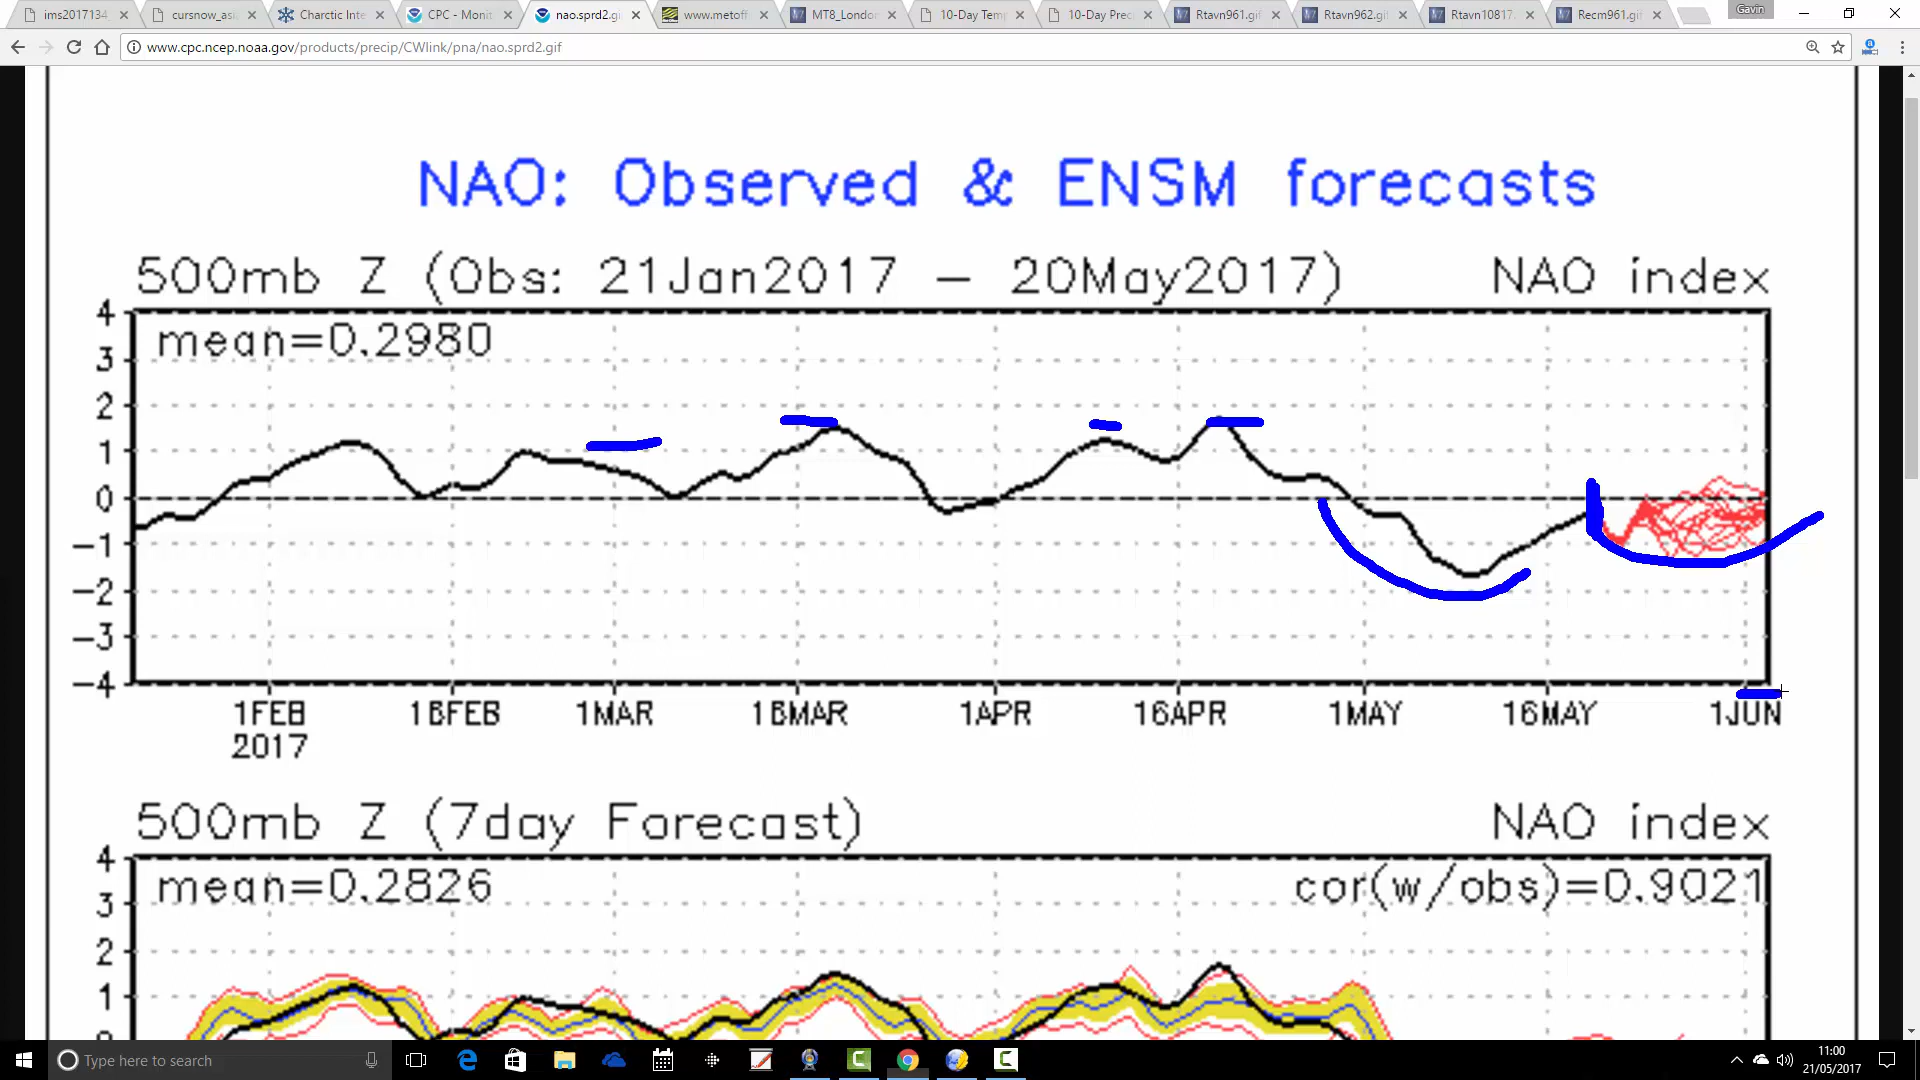 ims2017134
cursnow_asi
Charctic Inte
CPC - Monit
nao.sprd2.gi
www.metoff
MT8_London
10-Day Tem
10-Day Prec
Rtavn961.gif
Rtavn962.gif
Rtavn10817.
Recm961.gif
Gavin
www.cpc.ncep.noaa.gov/products/precip/CWlink/pna/nao.sprd2.gif
NAO: Observed & ENSM forecasts
500mb Z (Obs: 21Jan2017 – 20May2017) NAO index
mean=0.2980
4
3
2
1
0
-1
-2
-3
-4
1FEB 16FEB 1MAR 16MAR 1APR 16APR 1MAY 16MAY 1JUN
2017
500mb Z (7day Forecast) NAO index
mean=0.2826 cor(w/obs)=0.9021
4
3
2
1
0
Type here to search
11:00
21/05/2017